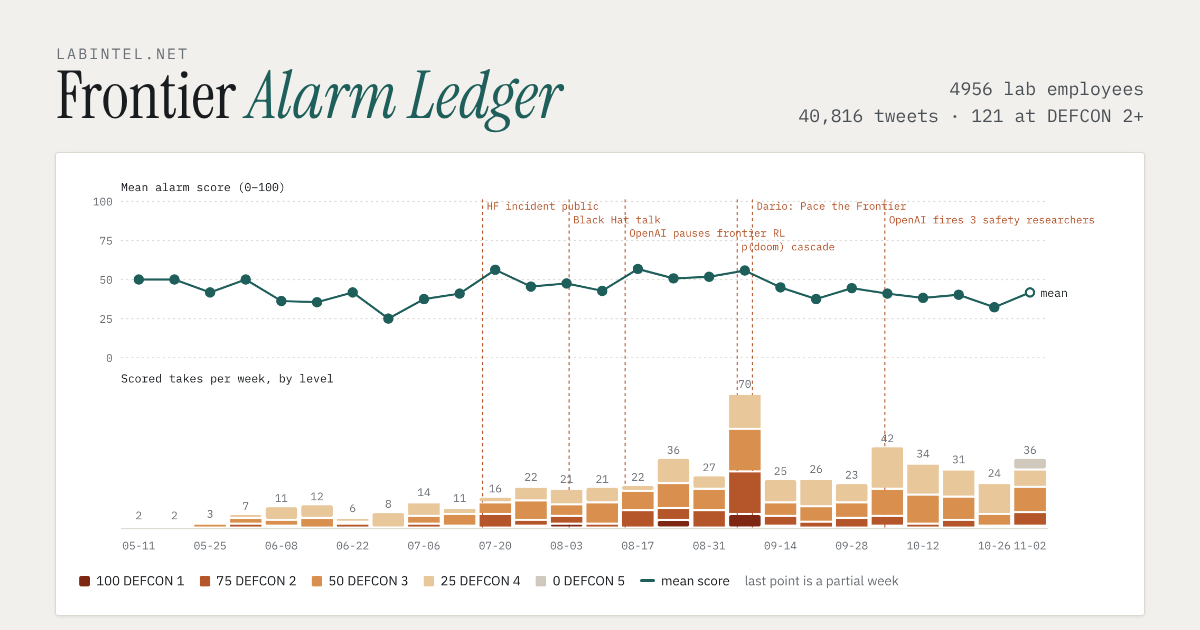 LABINTEL.NET
Frontier Alarm Ledger
4956 lab employees
40,816 tweets · 121 at DEFCON 2+
Mean alarm score (0–100)
100
HF incident public
Dario: Pace the Frontier
Black Hat talk
OpenAI fires 3 safety researchers
OpenAI pauses frontier RL
75
p(doom) cascade
50
mean
25
0
Scored takes per week, by level
2 2 3 7 11 12 6 8 14 11 16 22 21 21 22 36 27 70 25 26 23 42 34 31 24 36
05-11 05-25 06-08 06-22 07-06 07-20 08-03 08-17 08-31 09-14 09-28 10-12 10-26 11-02
100 DEFCON 1 75 DEFCON 2 50 DEFCON 3 25 DEFCON 4 0 DEFCON 5 mean score last point is a partial week